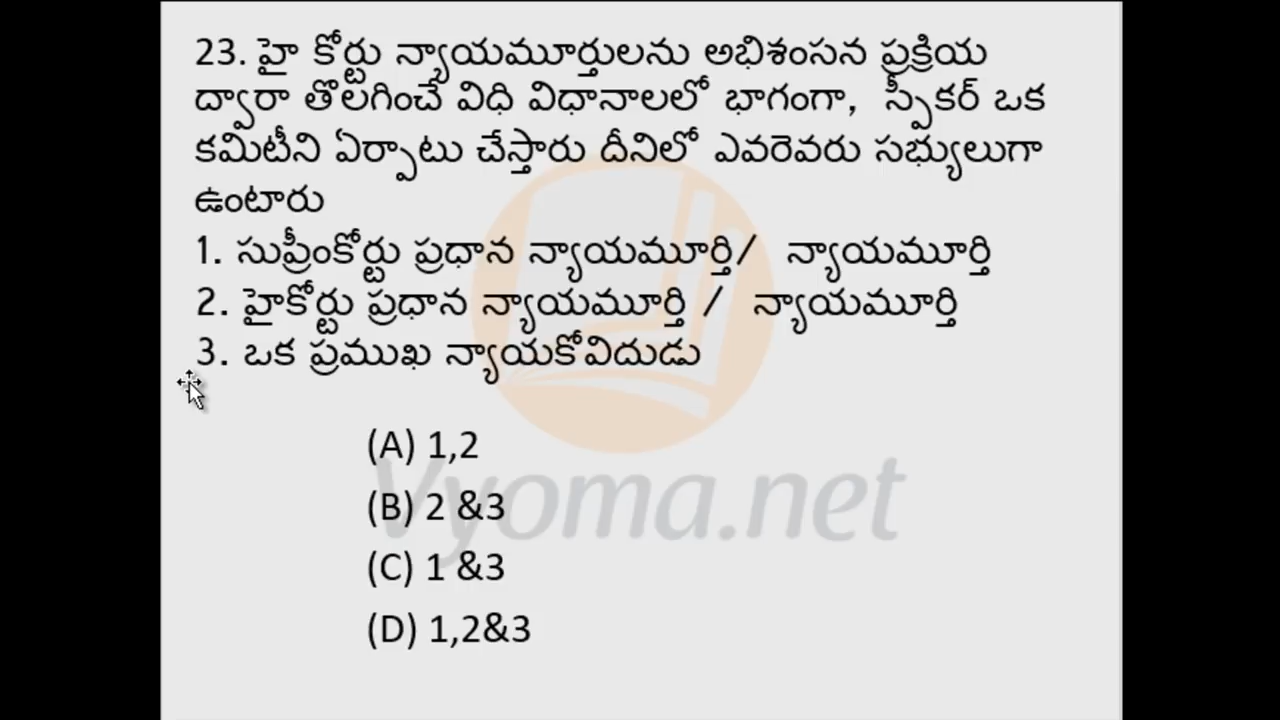 23. హై కోర్టు న్యాయమూర్తులను అభిశంసన ప్రక్రియ
ద్వారా తొలగించే విధి విధానాలలో భాగంగా, స్పీకర్ ఒక
కమిటీని ఏర్పాటు చేస్తారు దీనిలో ఎవరెవరు సభ్యులుగా
ఉంటారు
1. సుప్రీంకోర్టు ప్రధాన న్యాయమూర్తి/ న్యాయమూర్తి
2. హైకోర్టు ప్రధాన న్యాయమూర్తి / న్యాయమూర్తి
3. ఒక ప్రముఖ న్యాయకోవిదుడు
(A) 1,2
(B) 2 &3
(C) 1 &3
(D) 1,2&3
Vyoma.net